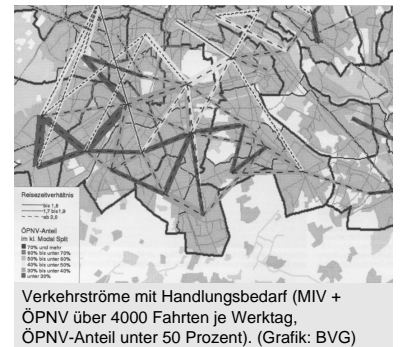 Reisezeitverhältnis
bis 1,6
1,7 bis 1,9
ab 2,0
ÖPNV-Anteil
im kl. Modal Split
70% und mehr
60% bis unter 70%
50% bis unter 60%
40% bis unter 50%
30% bis unter 40%
unter 30%
Verkehrströme mit Handlungsbedarf (MIV +
ÖPNV über 4000 Fahrten je Werktag,
ÖPNV-Anteil unter 50 Prozent). (Grafik: BVG)